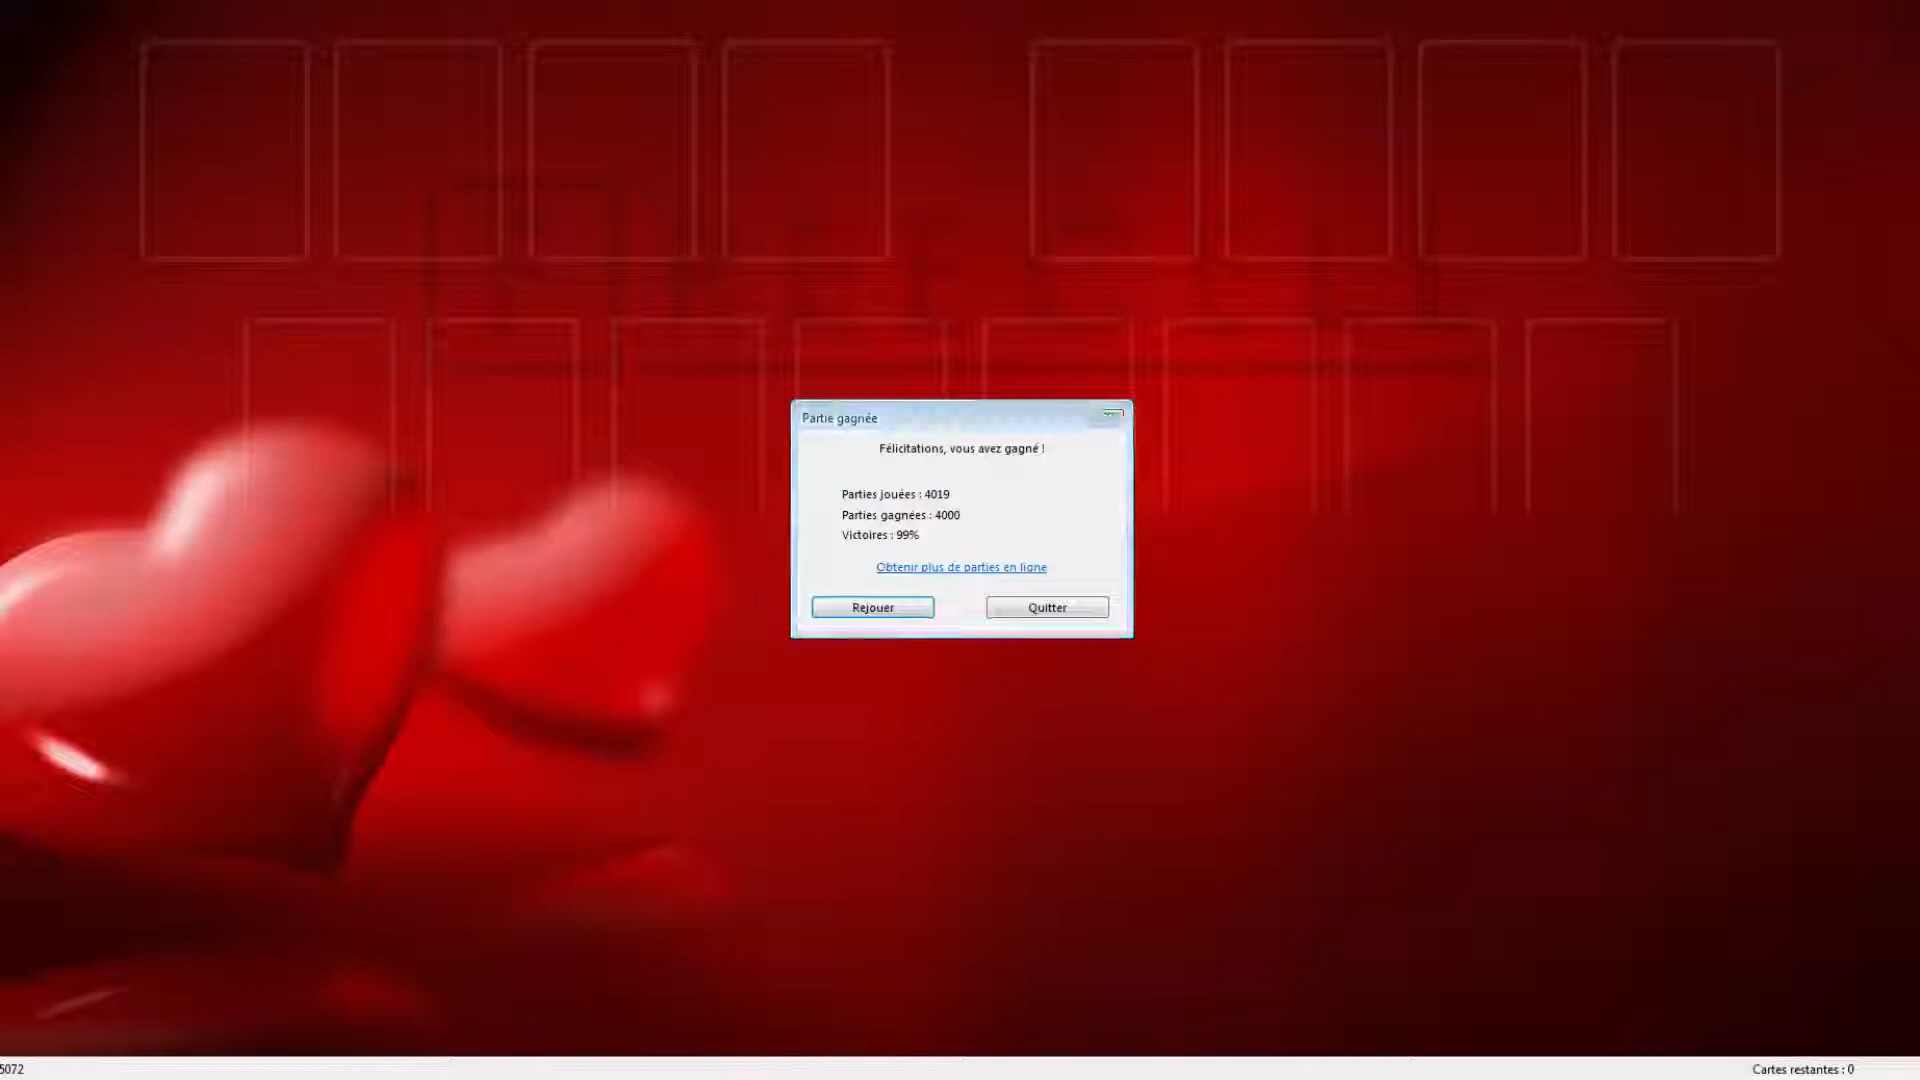 Partie gagnée
Félicitations, vous avez gagné !
Parties jouées : 4019
Parties gagnées : 4000
Victoires : 99%
Obtenir plus de parties en ligne
Rejouer
Quitter
5072
Cartes restantes : 0